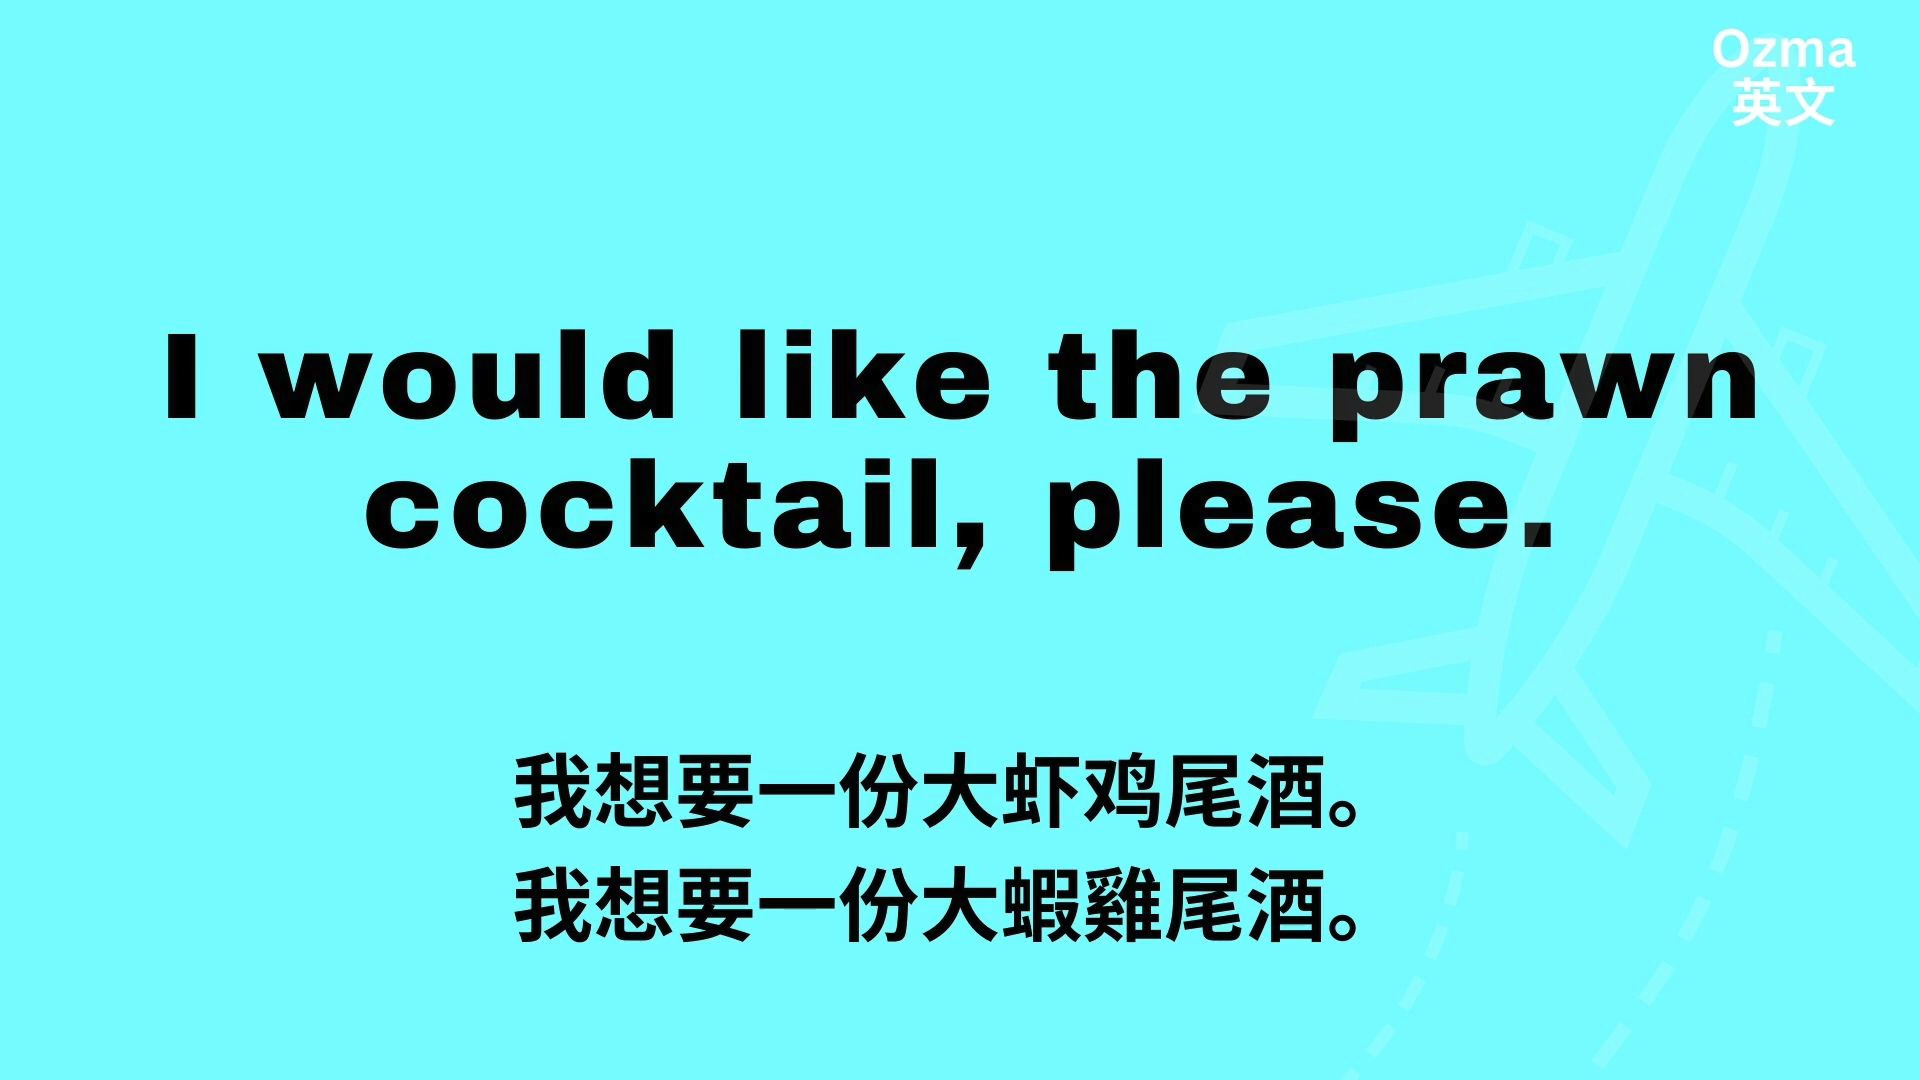 Ozma
英文
I would like the prawn
cocktail, please.
我想要一份大虾鸡尾酒。
我想要一份大蝦雞尾酒。